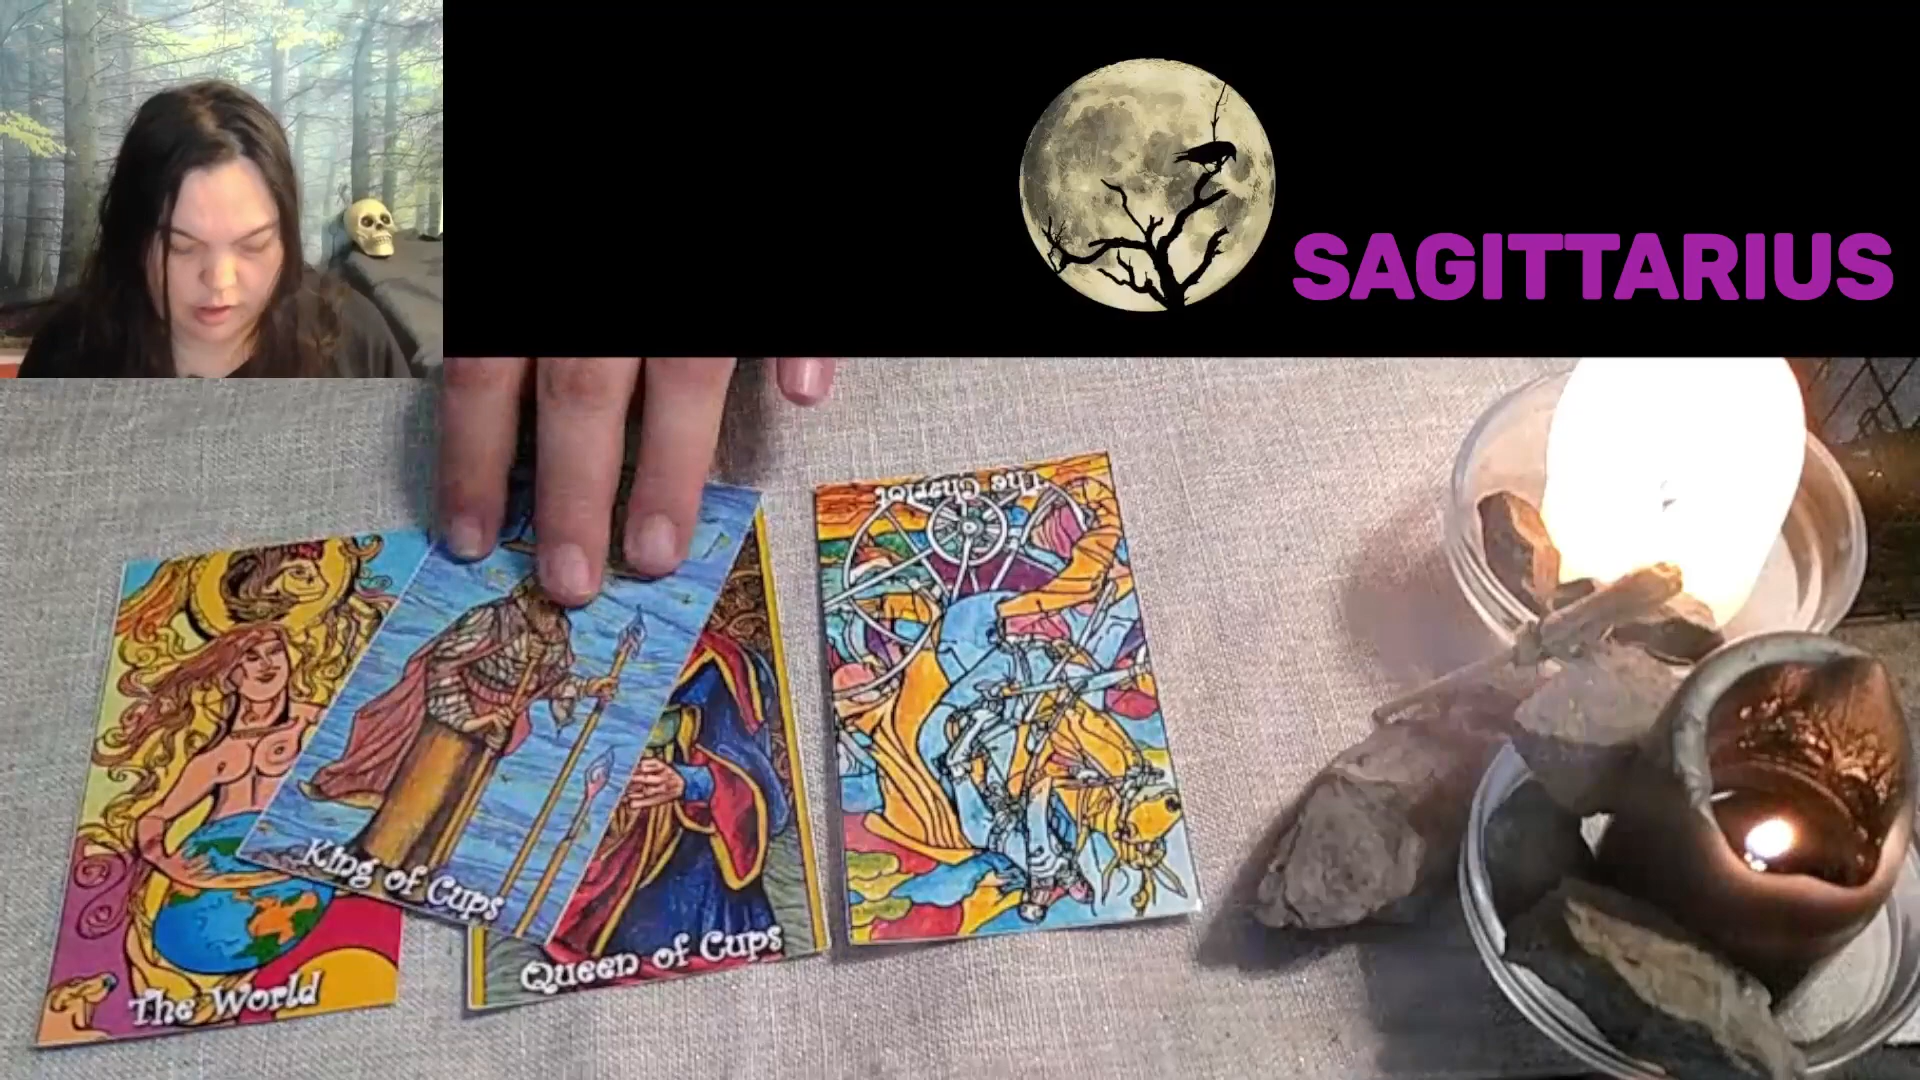 SAGITTARIUS
The Chariot
King of Cups
Queen of Cups
The World